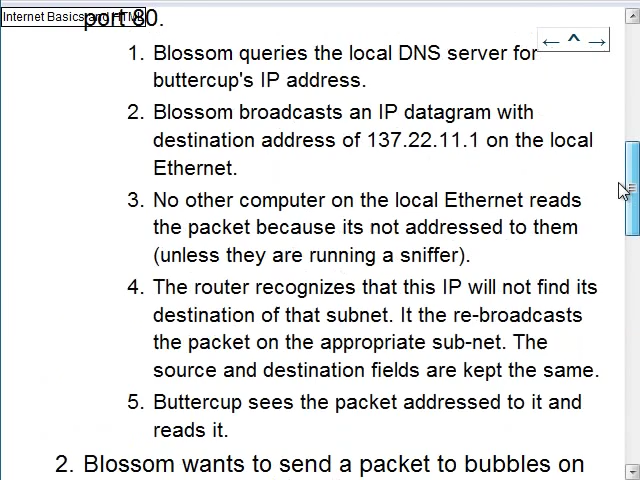 Internet Basics and HTML
port 80.
← ^ →
1. Blossom queries the local DNS server for
buttercup's IP address.
2. Blossom broadcasts an IP datagram with
destination address of 137.22.11.1 on the local
Ethernet.
3. No other computer on the local Ethernet reads
the packet because its not addressed to them
(unless they are running a sniffer).
4. The router recognizes that this IP will not find its
destination of that subnet. It the re-broadcasts
the packet on the appropriate sub-net. The
source and destination fields are kept the same.
5. Buttercup sees the packet addressed to it and
reads it.
2. Blossom wants to send a packet to bubbles on